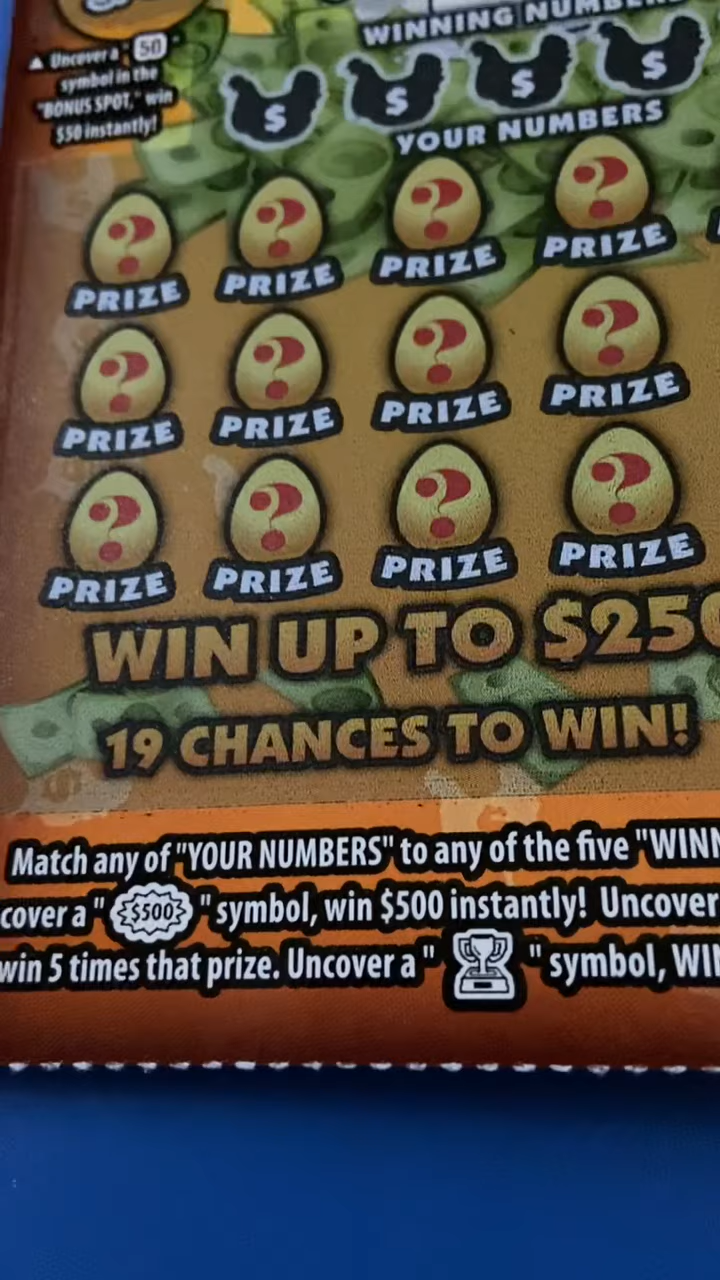 WINNING NUMBERS
▲ Uncover a "50"
symbol in the
"BONUS SPOT," win
$50 instantly!
$ $ $ $
YOUR NUMBERS
? ? ? ?
PRIZE PRIZE PRIZE PRIZE
? ? ? ?
PRIZE PRIZE PRIZE PRIZE
? ? ? ?
PRIZE PRIZE PRIZE PRIZE
WIN UP TO $250
19 CHANCES TO WIN!
Match any of "YOUR NUMBERS" to any of the five "WINN
cover a "$500" symbol, win $500 instantly! Uncover
win 5 times that prize. Uncover a " " symbol, WIN